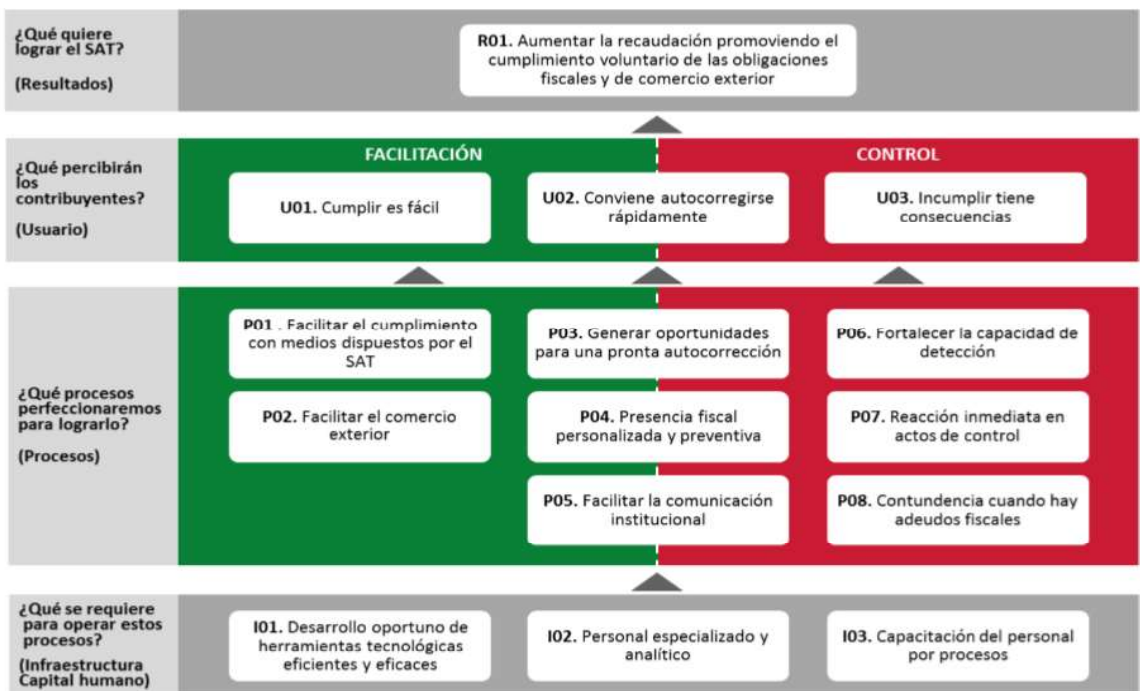 ¿Qué quiere
lograr el SAT?
(Resultados)
R01. Aumentar la recaudación promoviendo el
cumplimiento voluntario de las obligaciones
fiscales y de comercio exterior
¿Qué percibirán
los
contribuyentes?
(Usuario)
FACILITACIÓN
CONTROL
U01. Cumplir es fácil
U02. Conviene autocorregirse
rápidamente
U03. Incumplir tiene
consecuencias
¿Qué procesos
perfeccionaremos
para lograrlo?
(Procesos)
P01 . Facilitar el cumplimiento
con medios dispuestos por el
SAT
P03. Generar oportunidades
para una pronta autocorrección
P06. Fortalecer la capacidad de
detección
P02. Facilitar el comercio
exterior
P04. Presencia fiscal
personalizada y preventiva
P07. Reacción inmediata en
actos de control
P05. Facilitar la comunicación
institucional
P08. Contundencia cuando hay
adeudos fiscales
¿Qué se requiere
para operar estos
procesos?
(Infraestructura
Capital humano)
I01. Desarrollo oportuno de
herramientas tecnológicas
eficientes y eficaces
I02. Personal especializado y
analítico
I03. Capacitación del personal
por procesos